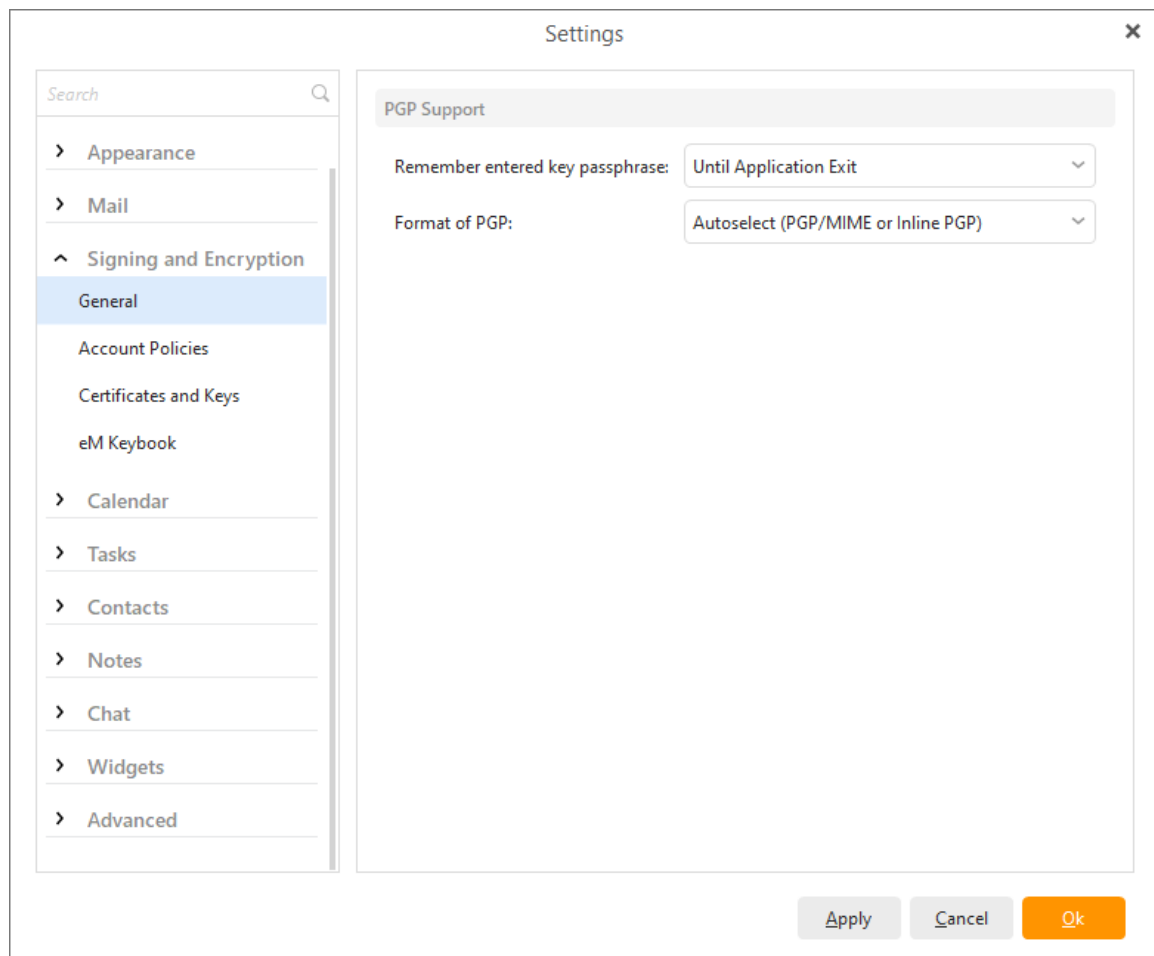 Settings
Search
Appearance
Mail
Signing and Encryption
General
Account Policies
Certificates and Keys
eM Keybook
Calendar
Tasks
Contacts
Notes
Chat
Widgets
Advanced
PGP Support
Remember entered key passphrase: Until Application Exit
Format of PGP: Autoselect (PGP/MIME or Inline PGP)
Apply Cancel Ok